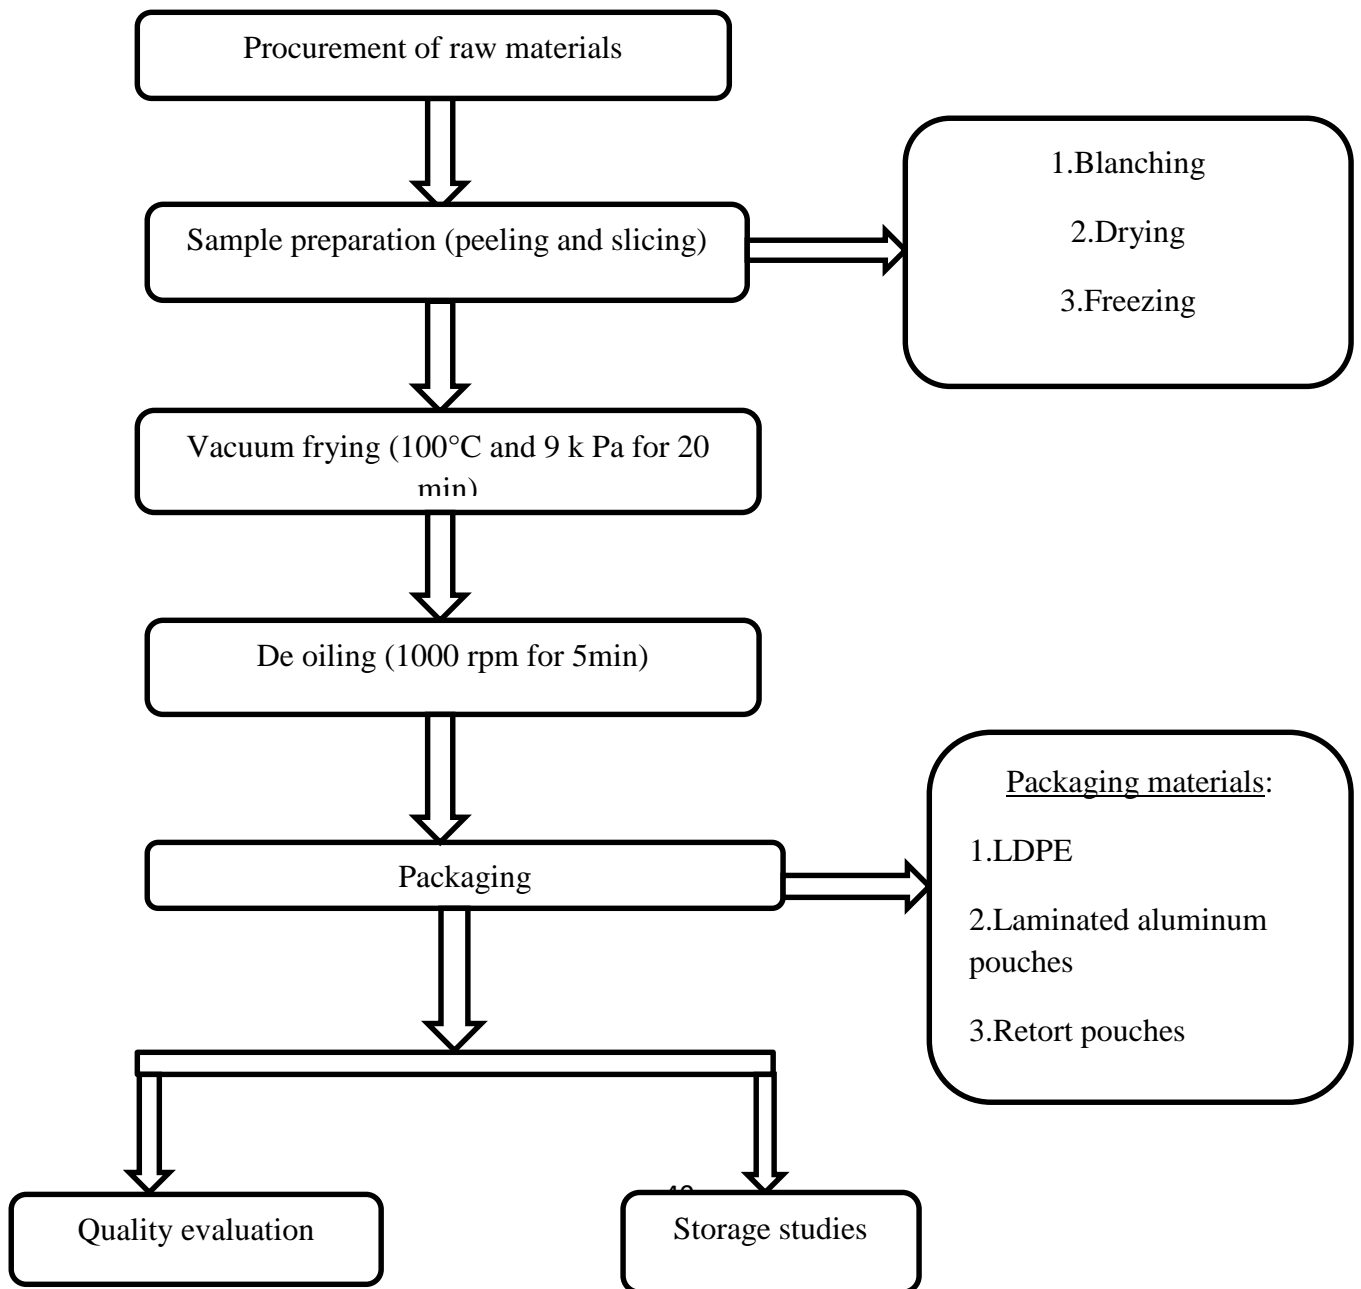 Procurement of raw materials
1.Blanching
Sample preparation (peeling and slicing)
2.Drying
3.Freezing
Vacuum frying (100°C and 9 k Pa for 20
min)
De oiling (1000 rpm for 5min)
Packaging materials:
1.LDPE
Packaging
2.Laminated aluminum
pouches
3.Retort pouches
Quality evaluation
Storage studies